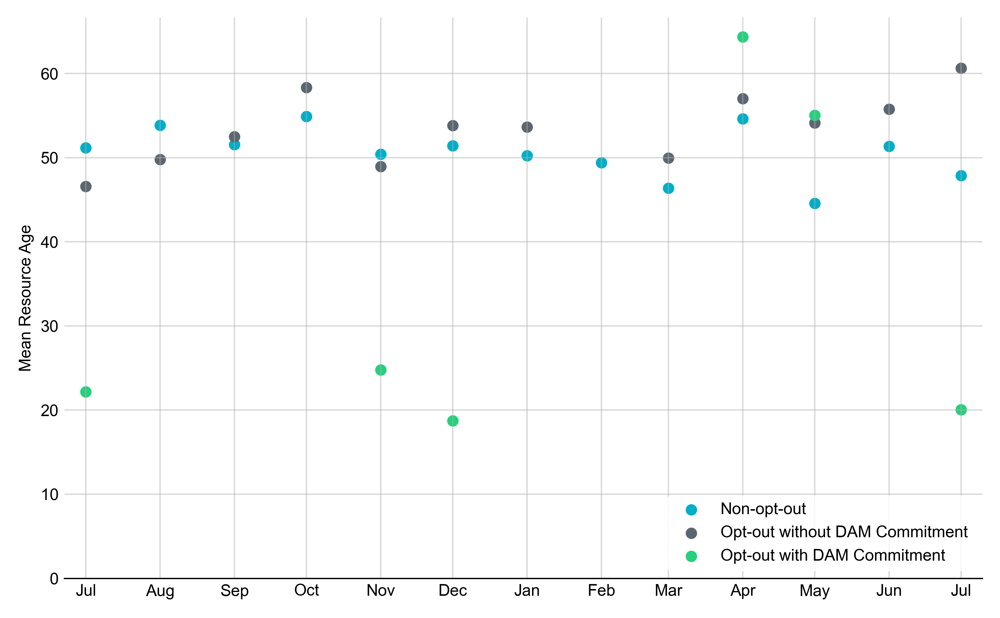 Mean Resource Age
60
50
40
30
20
10
0
Jul Aug Sep Oct Nov Dec Jan Feb Mar Apr May Jun Jul
Non-opt-out
Opt-out without DAM Commitment
Opt-out with DAM Commitment